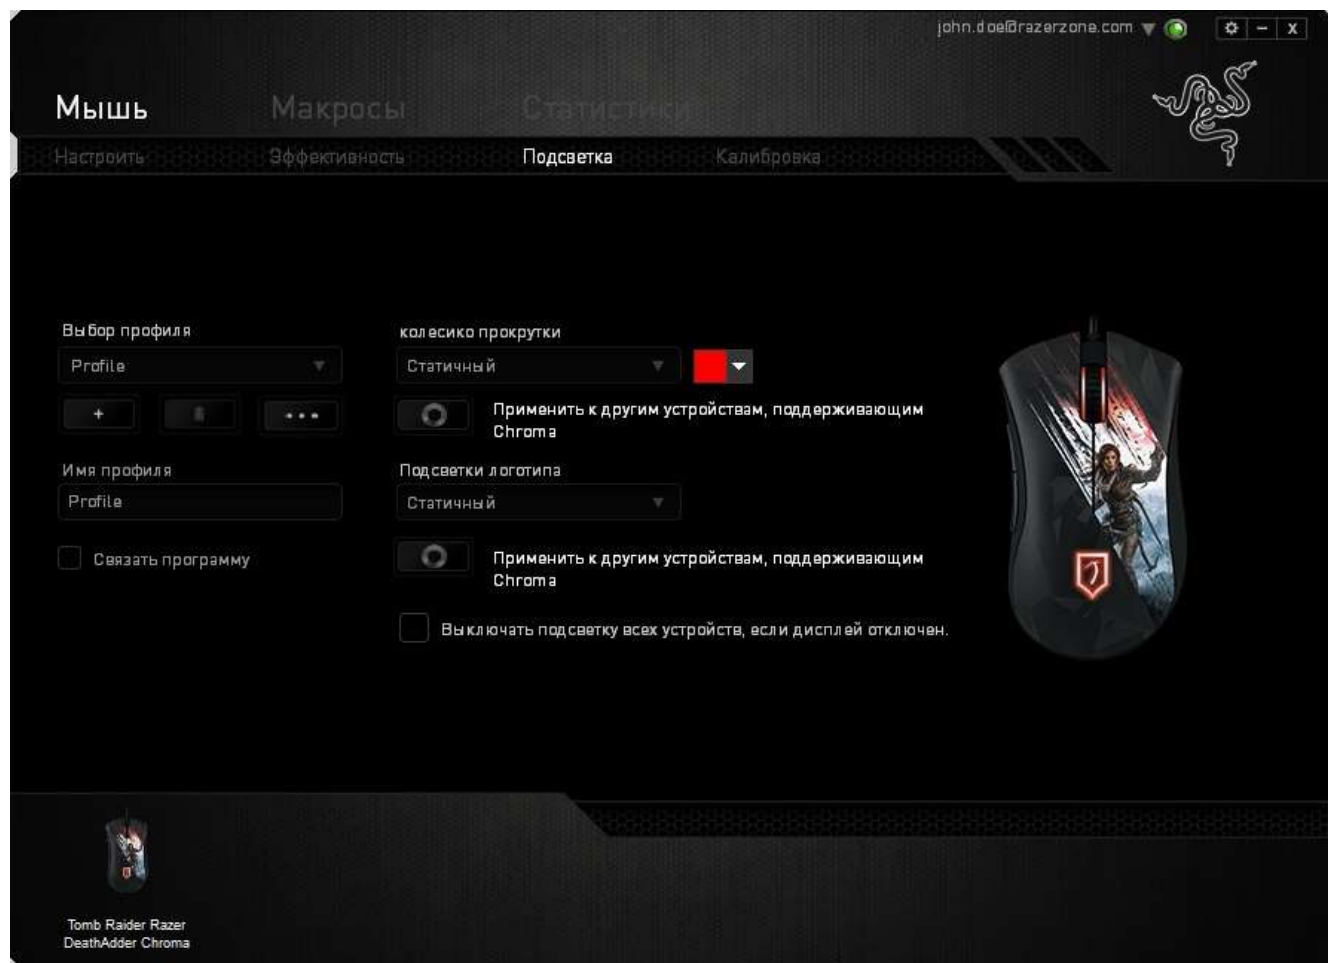 john.doe@razerzone.com
Мышь Макросы Статистики
Настроить Эффективность Подсветка Калибровка
Выбор профиля
Profile
Имя профиля
Profile
Связать программу
колесико прокрутки
Статичный
Применить к другим устройствам, поддерживающим
Chroma
Подсветки логотипа
Статичный
Применить к другим устройствам, поддерживающим
Chroma
Выключать подсветку всех устройств, если дисплей отключен.
Tomb Raider Razer
DeathAdder Chroma